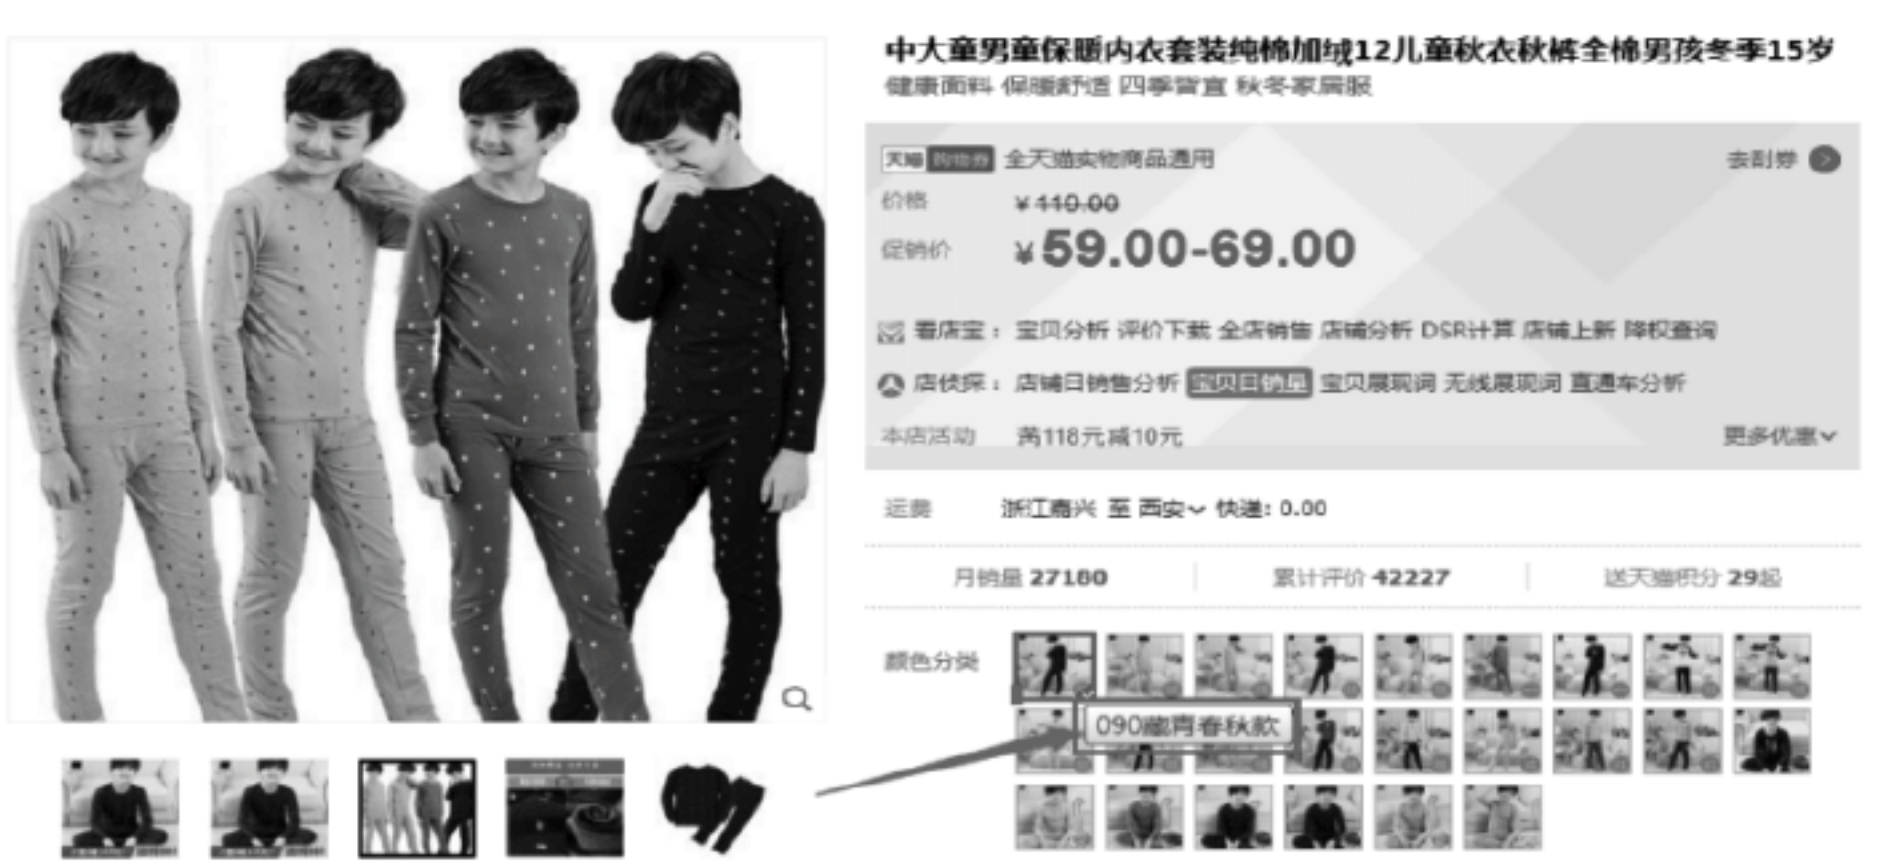 中大童男童保暖内衣套装纯棉加绒12儿童秋衣秋裤全棉男孩冬季15岁
健康面料 保暖舒适 四季皆宜 秋冬家居服
天猫 购物券 全天猫实物商品通用 去刮券
价格 ¥110.00
促销价 ¥59.00-69.00
看店宝： 宝贝分析 评价下载 全店销售 店铺分析 DSR计算 店铺上新 降权查询
店侦探： 店铺日销售分析 宝贝日销量 宝贝展现词 无线展现词 直通车分析
本店活动 满118元减10元 更多优惠
运费 浙江嘉兴 至 西安 快递: 0.00
月销量 27180 累计评价 42227 送天猫积分 29起
颜色分类
090藏青春秋款